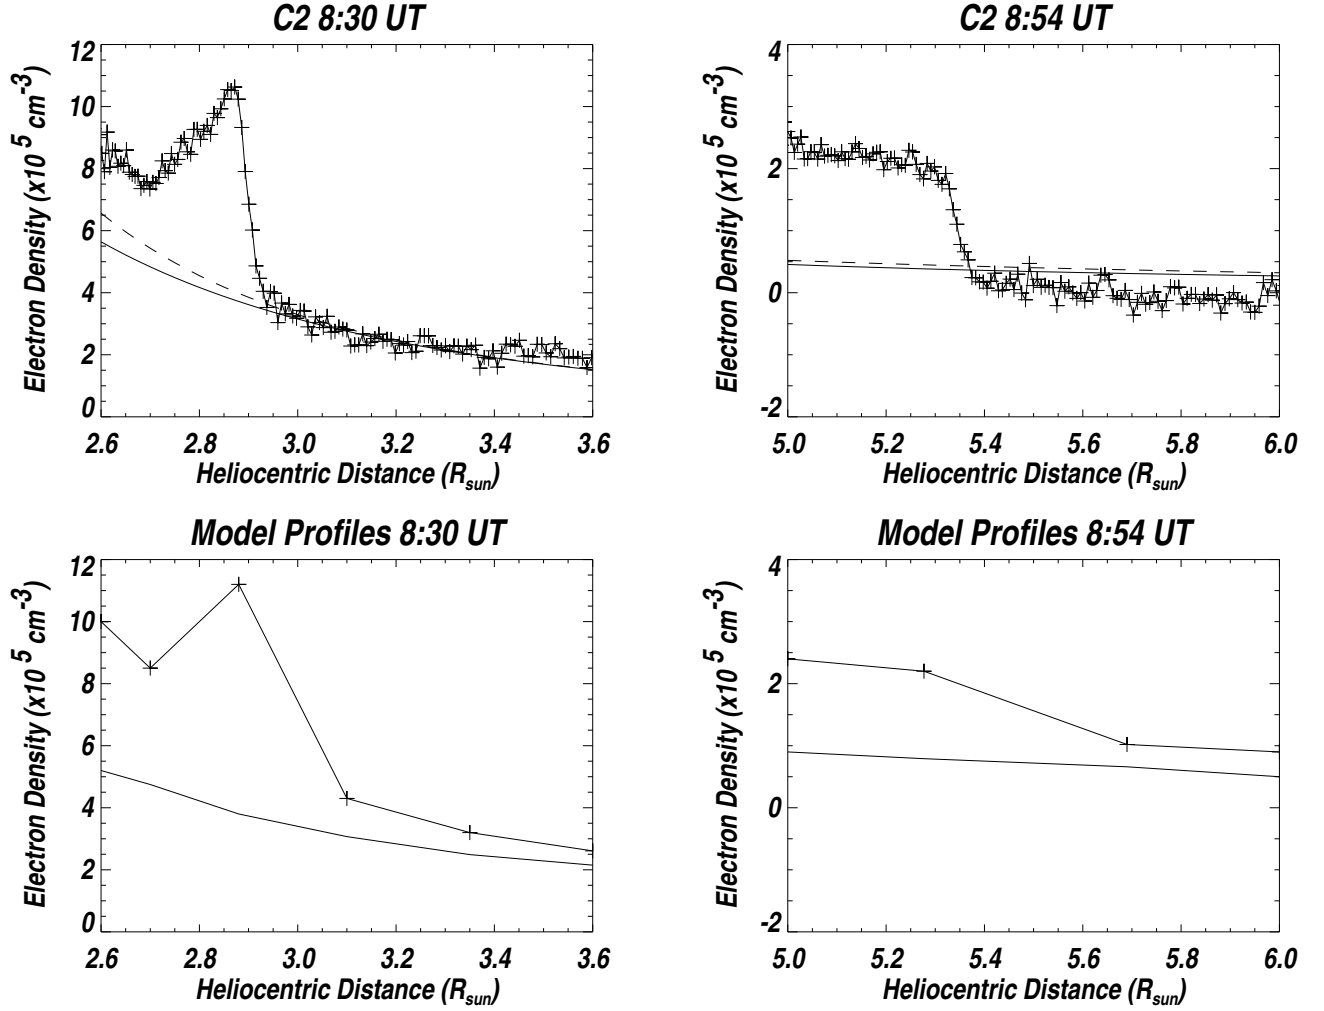 C2 8:30 UT
Electron Density (x10^5 cm^-3)
12
10
8
6
4
2
0
2.6 2.8 3.0 3.2 3.4 3.6
Heliocentric Distance (R_sun)
C2 8:54 UT
Electron Density (x10^5 cm^-3)
4
2
0
-2
5.0 5.2 5.4 5.6 5.8 6.0
Heliocentric Distance (R_sun)
Model Profiles 8:30 UT
Electron Density (x10^5 cm^-3)
12
10
8
6
4
2
0
2.6 2.8 3.0 3.2 3.4 3.6
Heliocentric Distance (R_sun)
Model Profiles 8:54 UT
Electron Density (x10^5 cm^-3)
4
2
0
-2
5.0 5.2 5.4 5.6 5.8 6.0
Heliocentric Distance (R_sun)